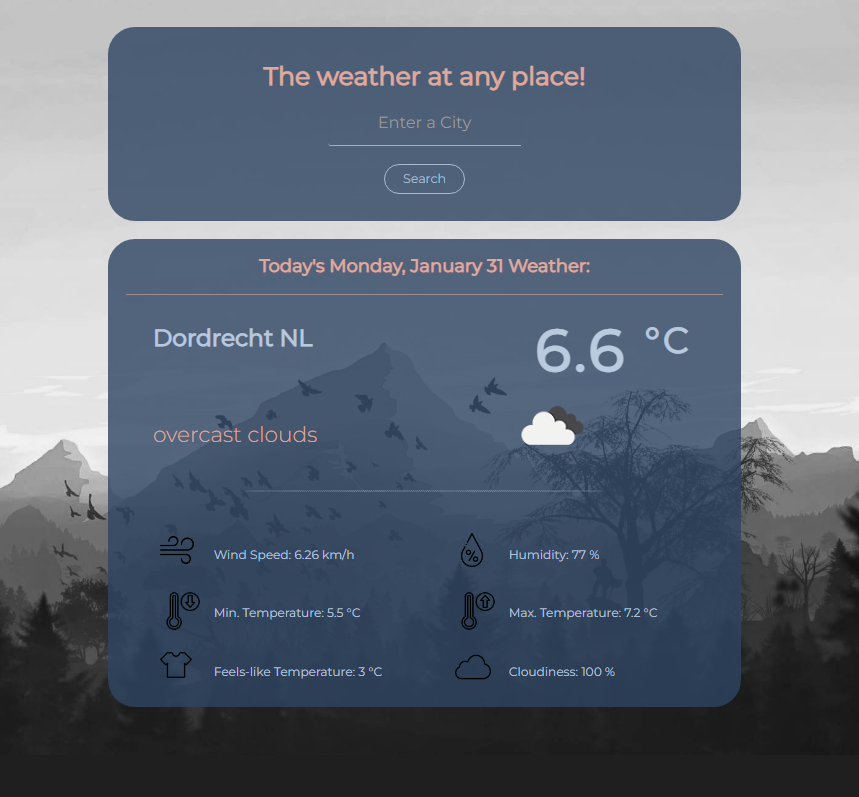 The weather at any place!
Enter a City
Search
Today's Monday, January 31 Weather:
Dordrecht NL
6.6 °C
overcast clouds
Wind Speed: 6.26 km/h
%
Humidity: 77 %
Min. Temperature: 5.5 °C
Max. Temperature: 7.2 °C
Feels-like Temperature: 3 °C
Cloudiness: 100 %